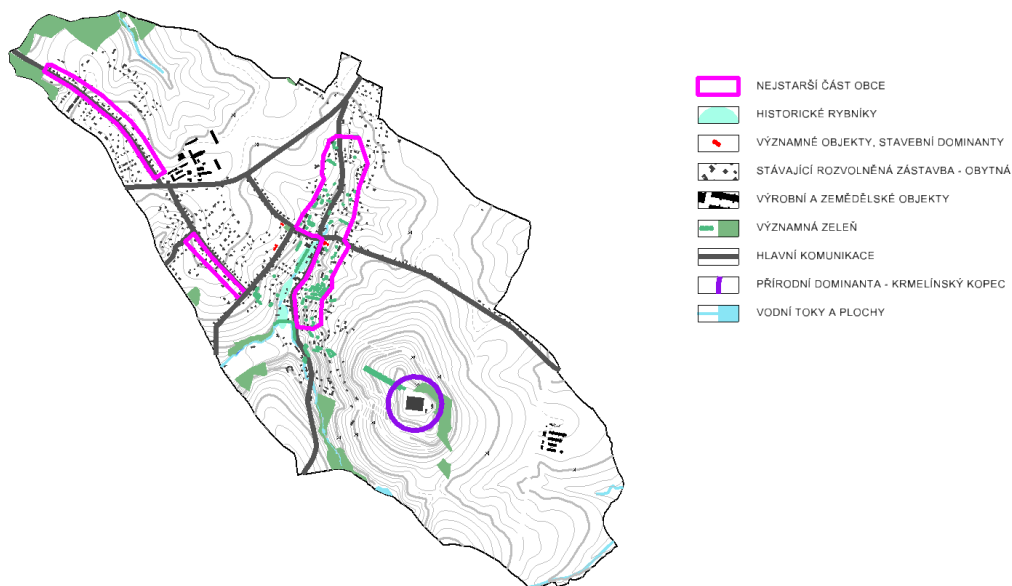 NEJSTARŠÍ ČÁST OBCE
HISTORICKÉ RYBNÍKY
VÝZNAMNÉ OBJEKTY, STAVEBNÍ DOMINANTY
STÁVAJÍCÍ ROZVOLNĚNÁ ZÁSTAVBA - OBYTNÁ
VÝROBNÍ A ZEMĚDĚLSKÉ OBJEKTY
VÝZNAMNÁ ZELEŇ
HLAVNÍ KOMUNIKACE
PŘÍRODNÍ DOMINANTA - KRMELÍNSKÝ KOPEC
VODNÍ TOKY A PLOCHY